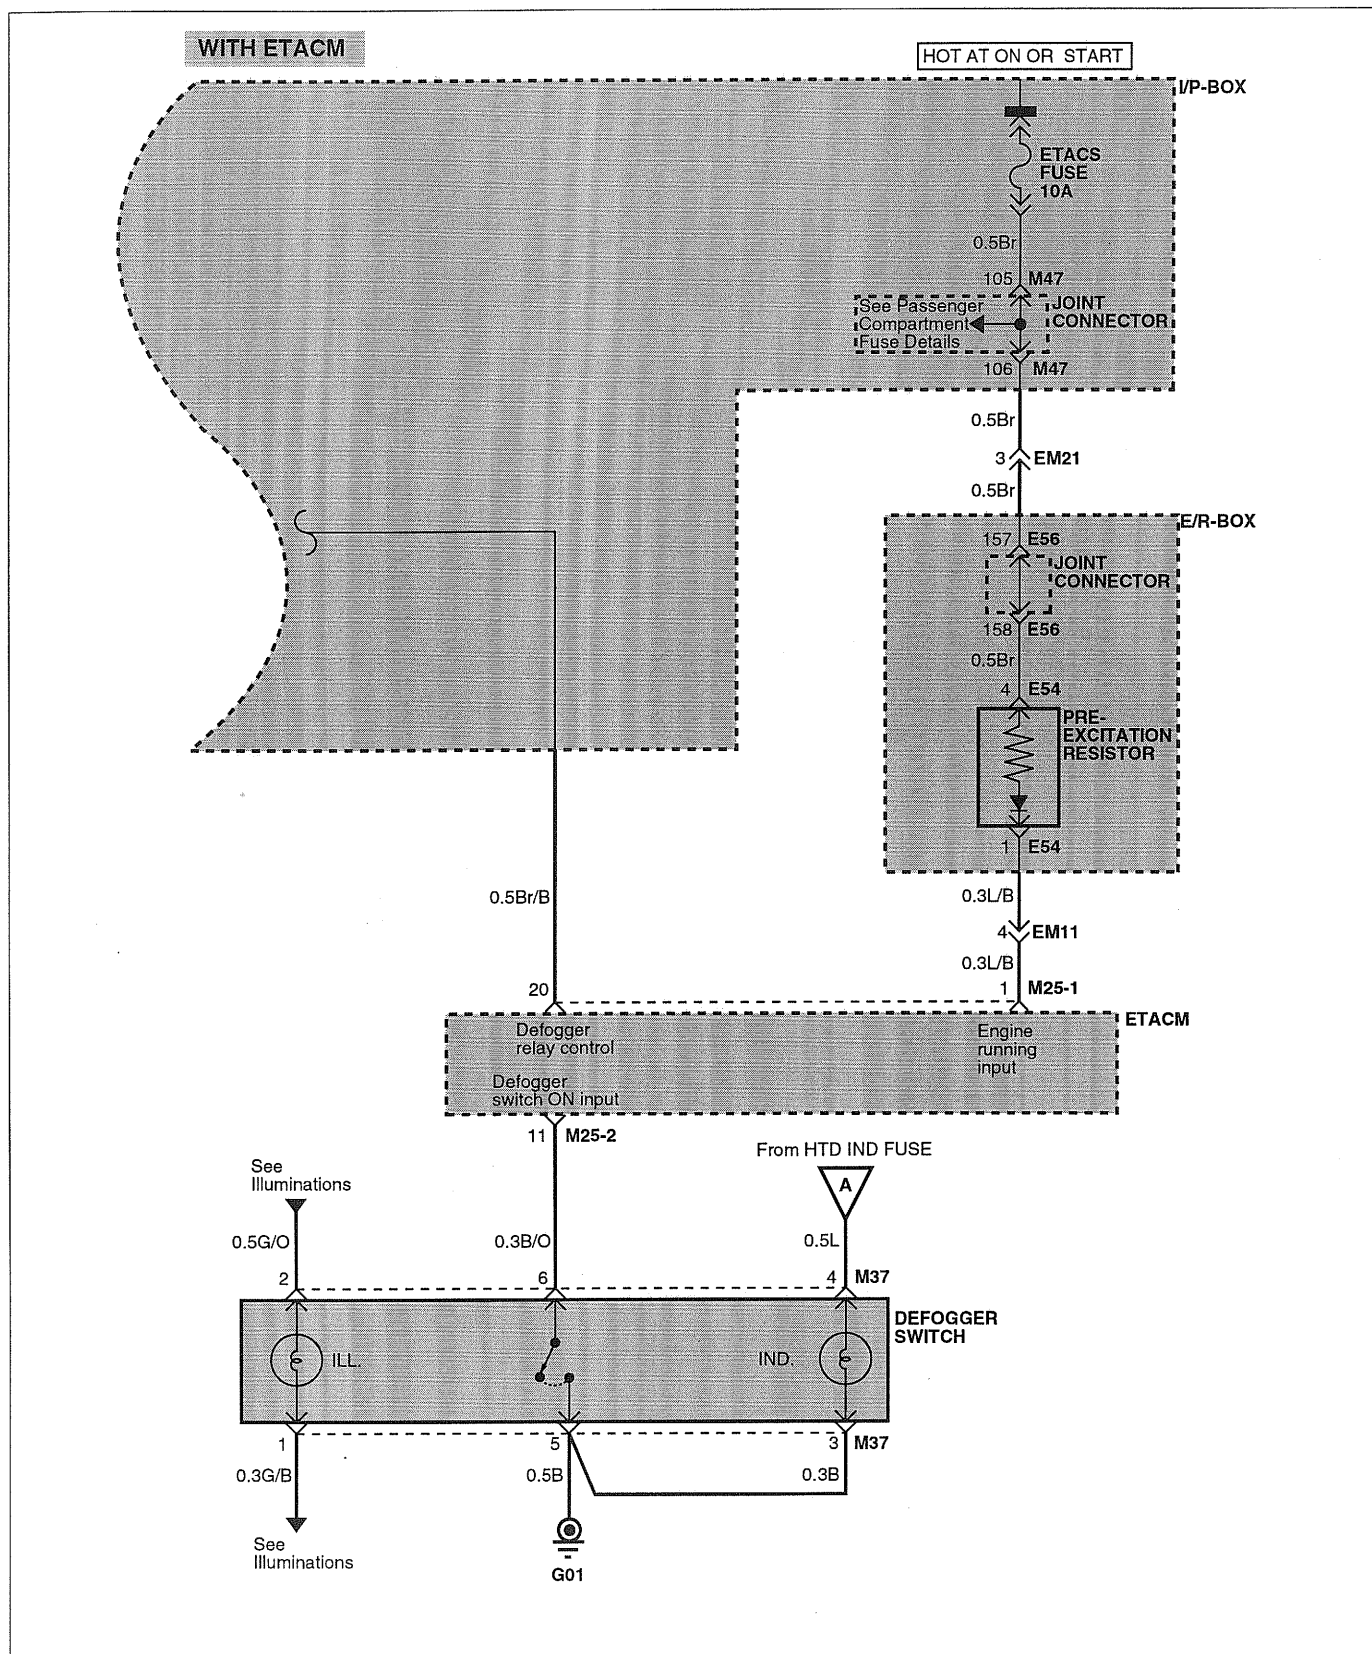 WITH ETACM
HOT AT ON OR START
I/P-BOX
ETACS
FUSE
10A
0.5Br
105 M47
See Passenger
Compartment
Fuse Details
JOINT
CONNECTOR
106 M47
0.5Br
3 EM21
0.5Br
E/R-BOX
157 E56
JOINT
CONNECTOR
158 E56
0.5Br
4 E54
PRE-
EXCITATION
RESISTOR
1 E54
0.5Br/B
0.3L/B
4 EM11
0.3L/B
20
1 M25-1
ETACM
Defogger
relay control
Engine
running
input
Defogger
switch ON input
11 M25-2
From HTD IND FUSE
A
See
Illuminations
0.5G/O
0.3B/O
0.5L
2
6
4 M37
DEFOGGER
SWITCH
ILL.
IND.
1
5
3 M37
0.3G/B
0.5B
0.3B
See
Illuminations
G01